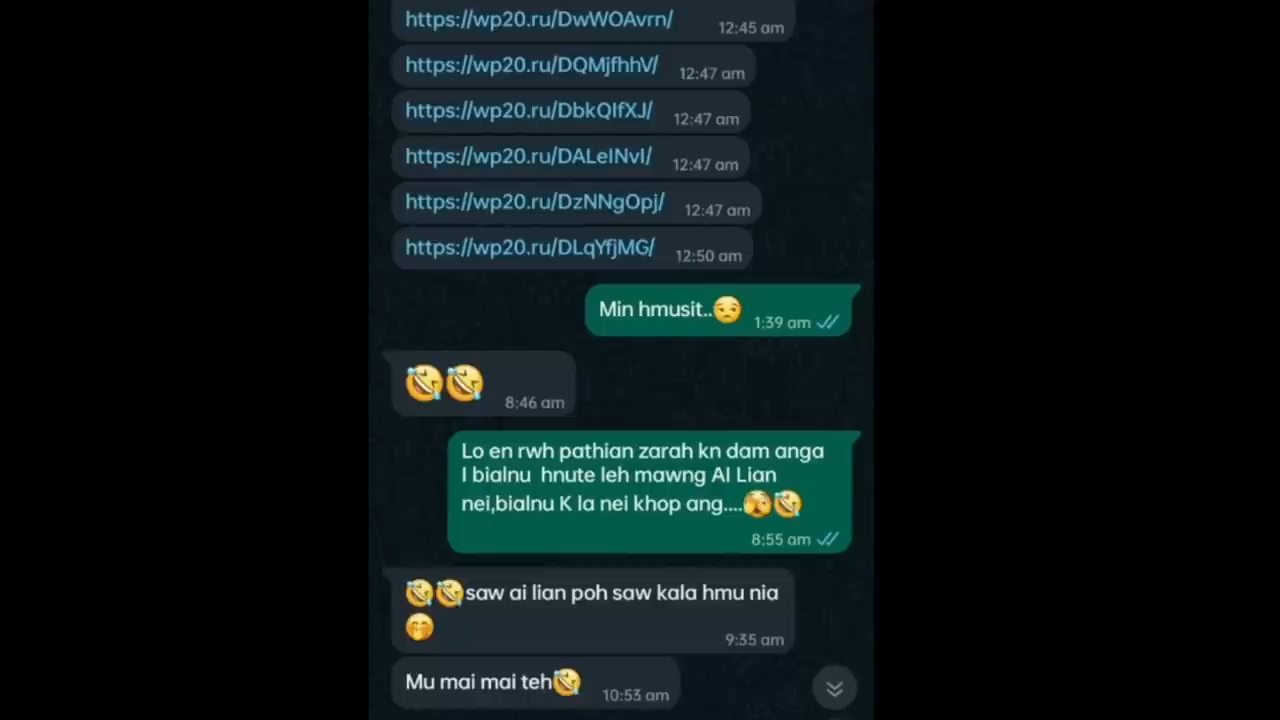 https://wp20.ru/DwWOAvrn/ 12:45 am
https://wp20.ru/DQMjfhhV/ 12:47 am
https://wp20.ru/DbkQIfXJ/ 12:47 am
https://wp20.ru/DALeINvI/ 12:47 am
https://wp20.ru/DzNNgOpj/ 12:47 am
https://wp20.ru/DLqYfjMG/ 12:50 am
Min hmusit..😒 1:39 am
🤣🤣 8:46 am
Lo en rwh pathian zarah kn dam anga
I bialnu hnute leh mawng AI Lian
nei,bialnu K la nei khop ang....🫣🤣
8:55 am
🤣🤣saw ai lian poh saw kala hmu nia
🤭 9:35 am
Mu mai mai teh🤣 10:53 am